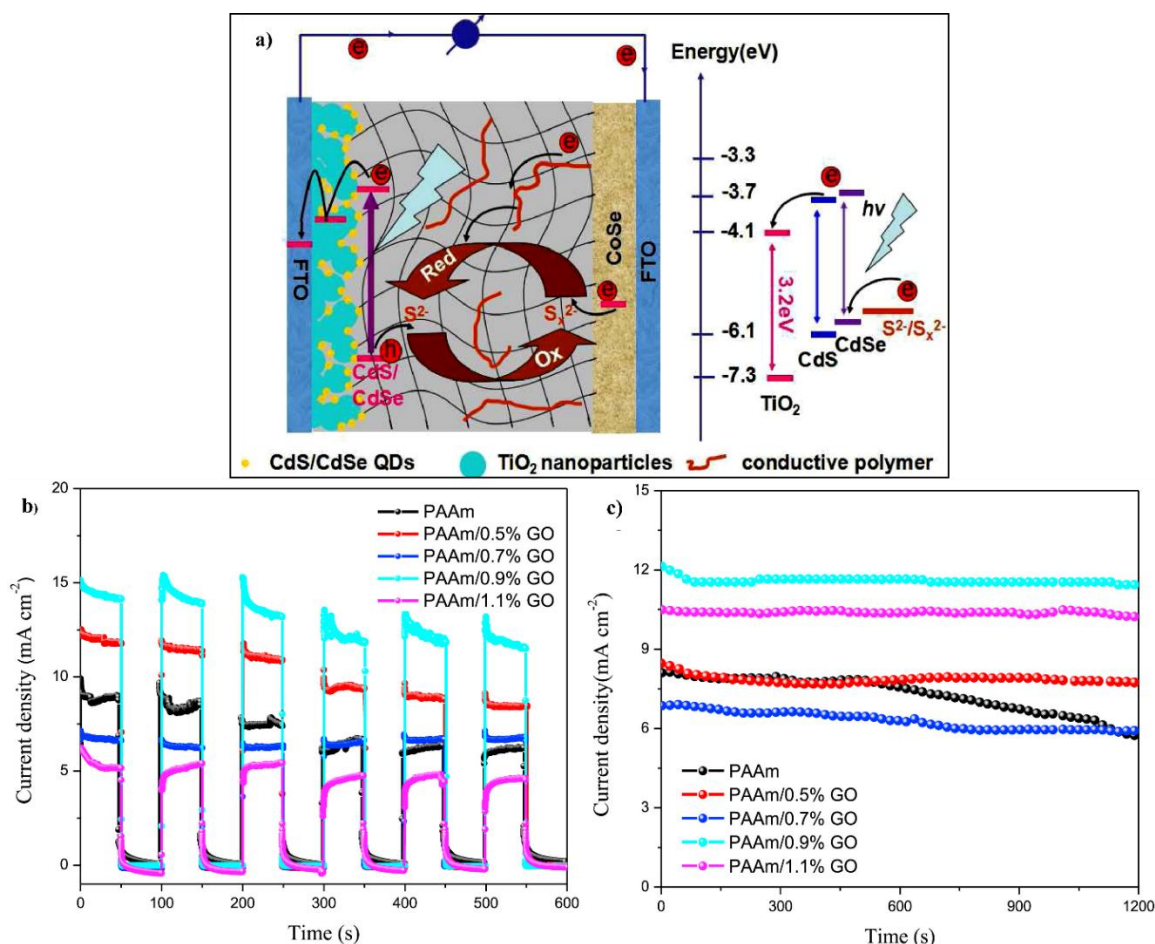 a)
e
e
Energy(eV)
-3.3
-3.7
-4.1
-6.1
-7.3
e
e
e
hν
e
3.2eV
CdS
CdSe
TiO2
S2-/Sx2-
FTO
CoSe
FTO
Red
S2-
Sx2-
e
Ox
h
CdS/
CdSe
CdS/CdSe QDs
TiO2 nanoparticles
conductive polymer
b)
20
15
10
5
0
Current density (mA cm-2)
PAAm
PAAm/0.5% GO
PAAm/0.7% GO
PAAm/0.9% GO
PAAm/1.1% GO
0
100
200
300
400
500
600
Time (s)
c)
15
12
9
6
3
0
Current density(mA cm-2)
PAAm
PAAm/0.5% GO
PAAm/0.7% GO
PAAm/0.9% GO
PAAm/1.1% GO
0
300
600
900
1200
Time (s)